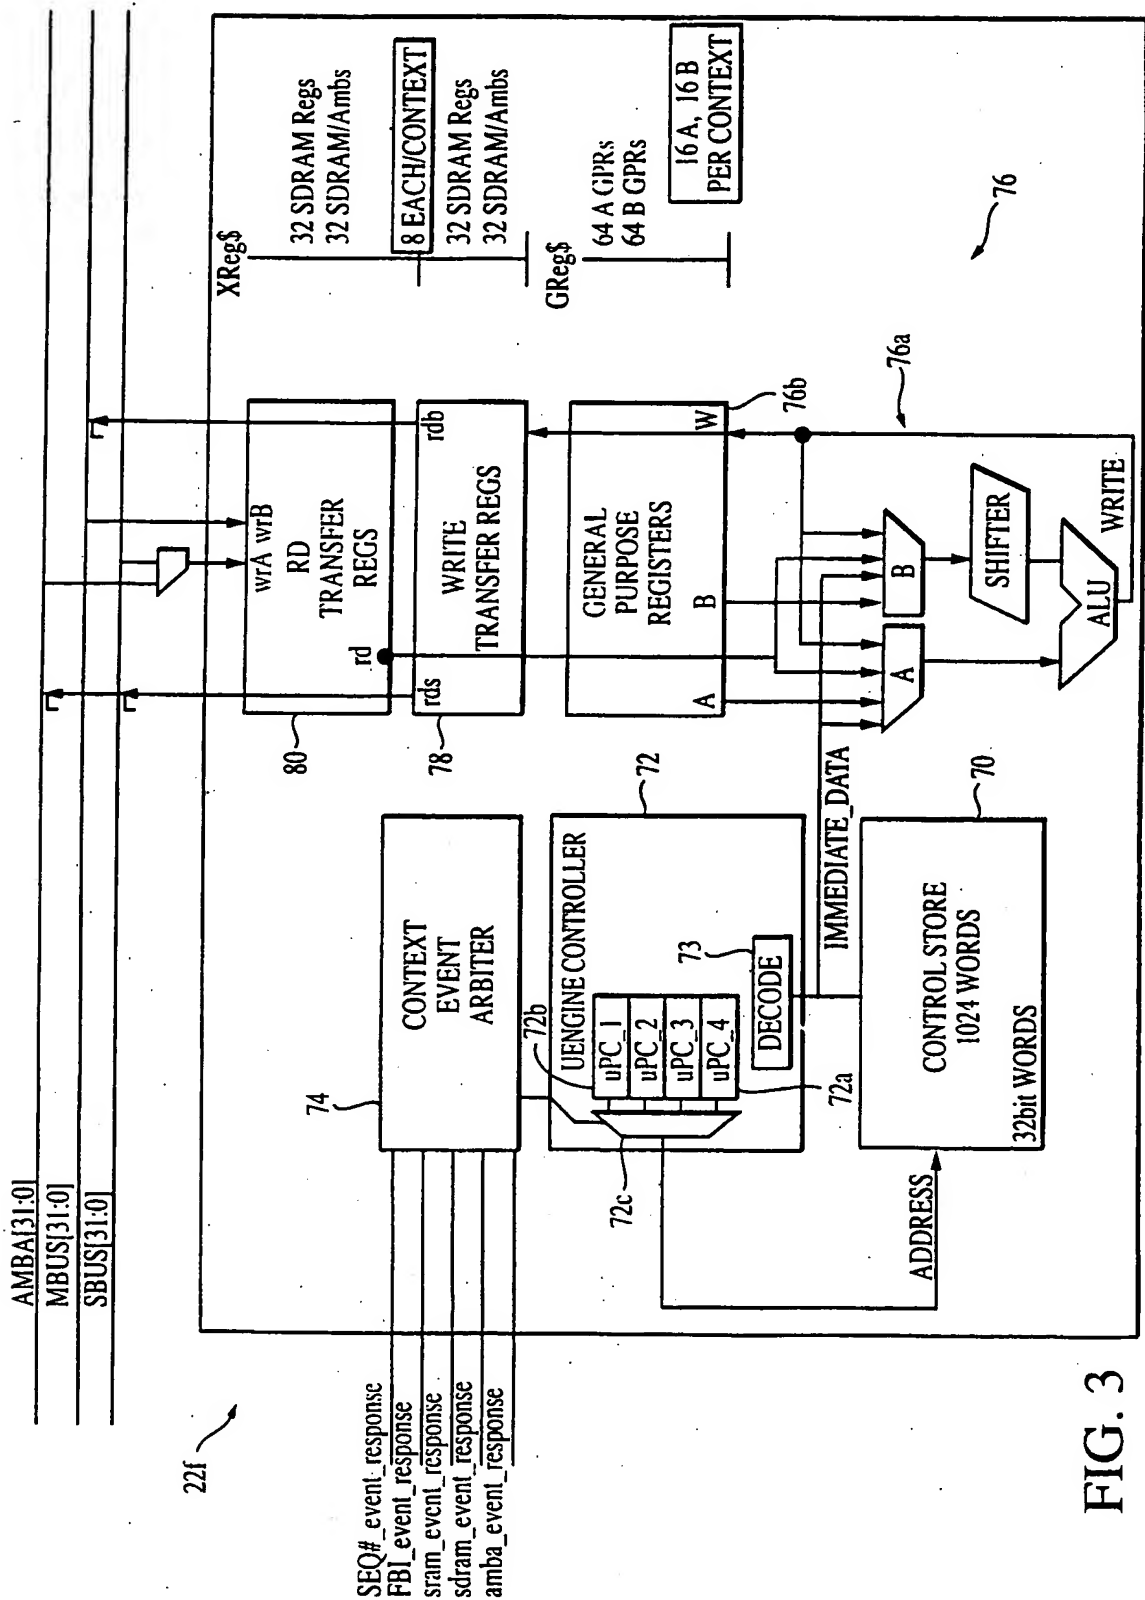 AMBA[31:0]
MBUS[31:0]
SBUS[31:0]
22f
SEQ#_event_response
FBI_event_response
sram_event_response
sdram_event_response
amba_event_response
74
CONTEXT
EVENT
ARBITER
72b
72
UENGINE CONTROLLER
uPC_1
uPC_2
uPC_3
uPC_4
72a
72c
73
DECODE
ADDRESS
IMMEDIATE_DATA
70
CONTROL STORE
1024 WORDS
32bit WORDS
80
wrA wrB
RD
TRANSFER
REGS
rd
78
rds
rdb
WRITE
TRANSFER REGS
GENERAL
PURPOSE
REGISTERS
A
B
W
76b
A
B
76a
SHIFTER
ALU
WRITE
XReg$
32 SDRAM Regs
32 SDRAM/Ambs
8 EACH/CONTEXT
32 SDRAM Regs
32 SDRAM/Ambs
GReg$
64 A GPRs
64 B GPRs
16 A, 16 B
PER CONTEXT
76
FIG. 3